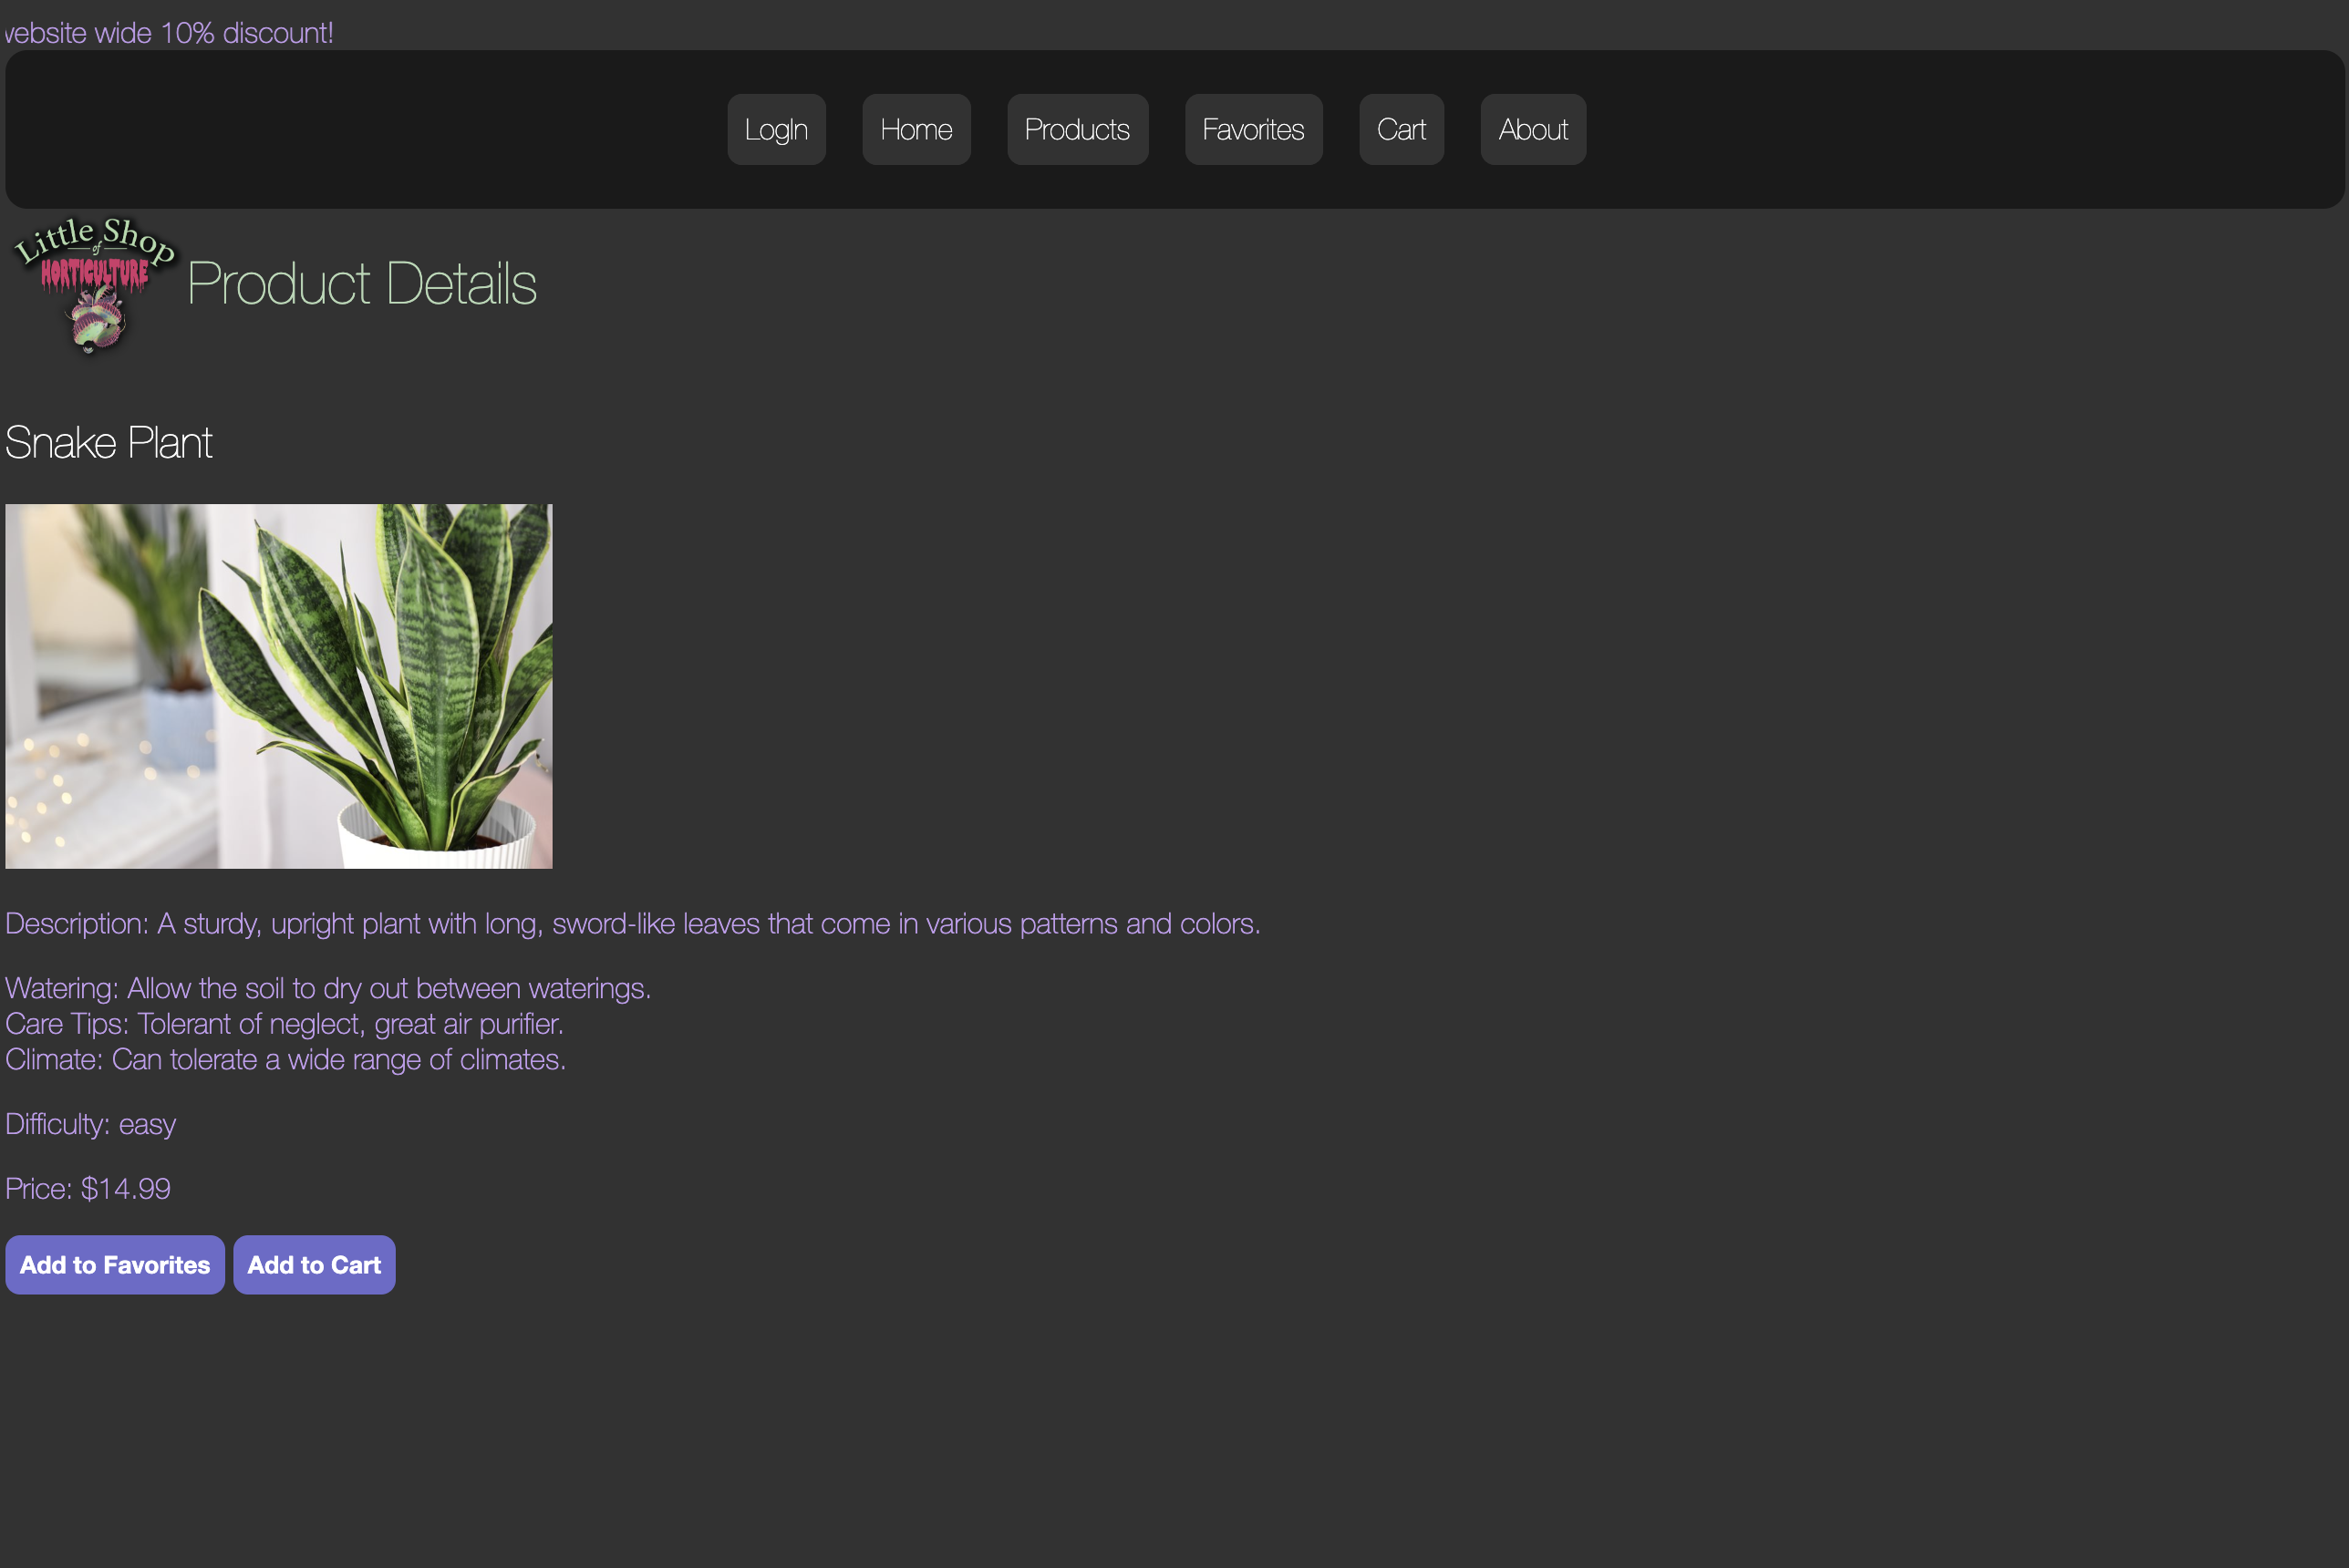 website wide 10% discount!
Login
Home
Products
Favorites
Cart
About
Little Shop
of
HORTICULTURE
Product Details
Snake Plant
Description: A sturdy, upright plant with long, sword-like leaves that come in various patterns and colors.
Watering: Allow the soil to dry out between waterings.
Care Tips: Tolerant of neglect, great air purifier.
Climate: Can tolerate a wide range of climates.
Difficulty: easy
Price: $14.99
Add to Favorites
Add to Cart